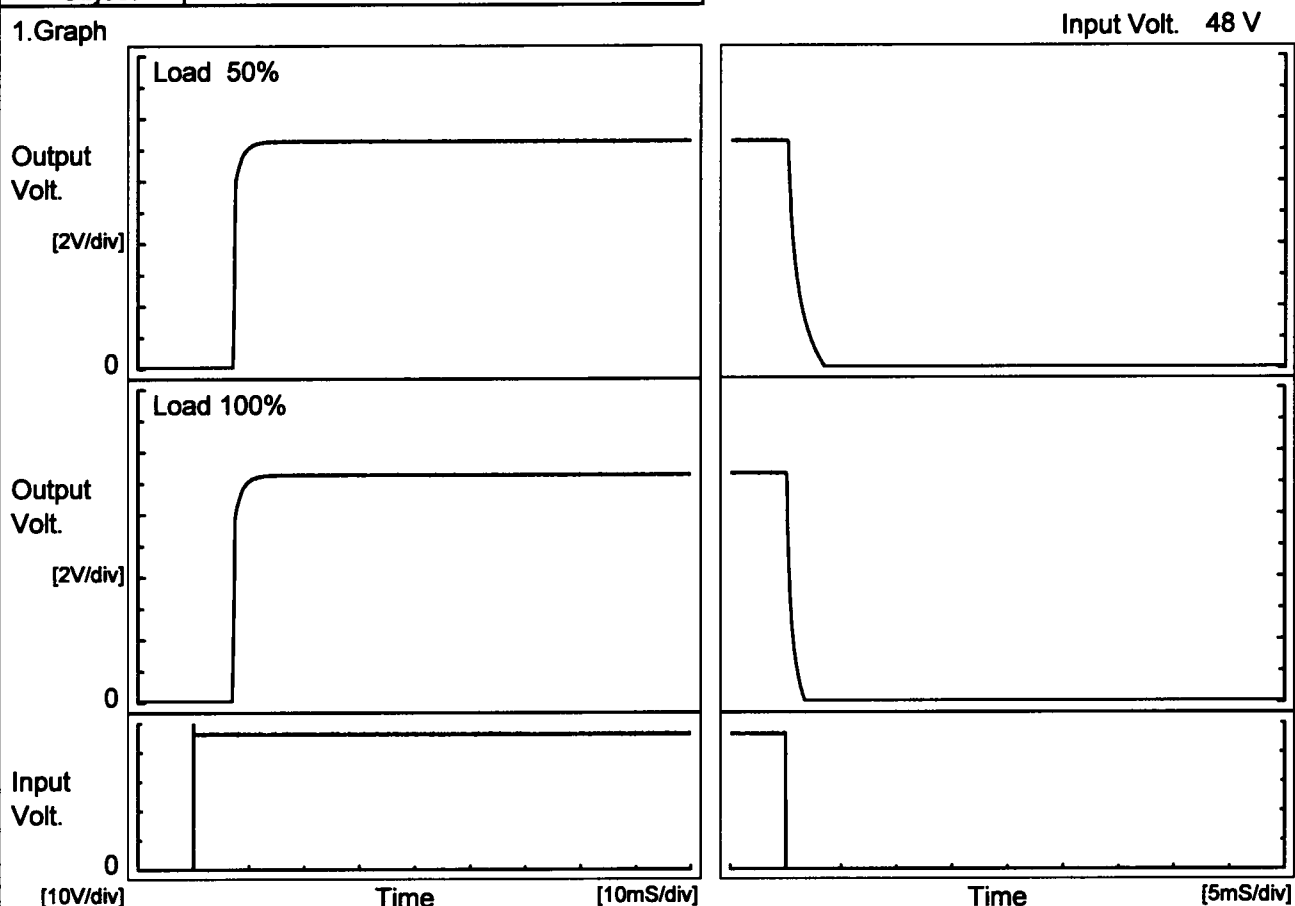 1.Graph
Input Volt. 48 V
Load 50%
Output
Volt.
[2V/div]
0
Load 100%
Output
Volt.
[2V/div]
0
Input
Volt.
0
[10V/div]
Time
[10mS/div]
Time
[5mS/div]